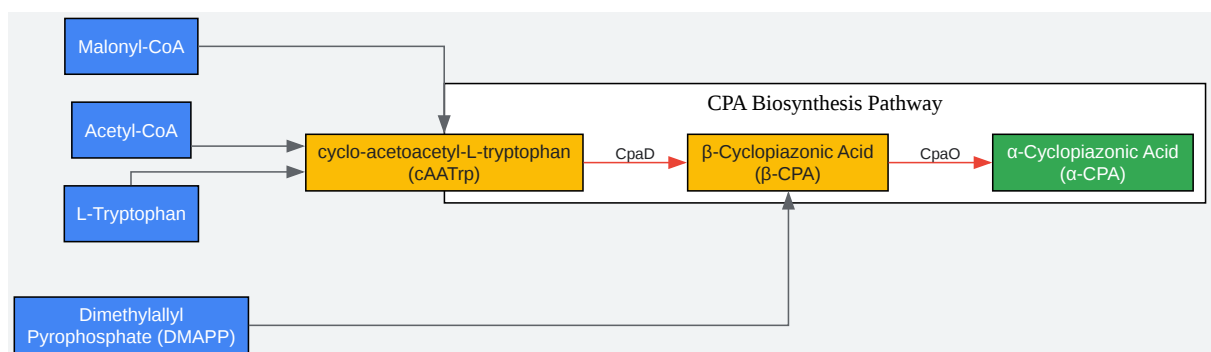 Malonyl-CoA
CPA Biosynthesis Pathway
Acetyl-CoA
cyclo-acetoacetyl-L-tryptophan
(cAATrp)
CpaD
β-Cyclopiazonic Acid
(β-CPA)
CpaO
α-Cyclopiazonic Acid
(α-CPA)
L-Tryptophan
Dimethylallyl
Pyrophosphate (DMAPP)